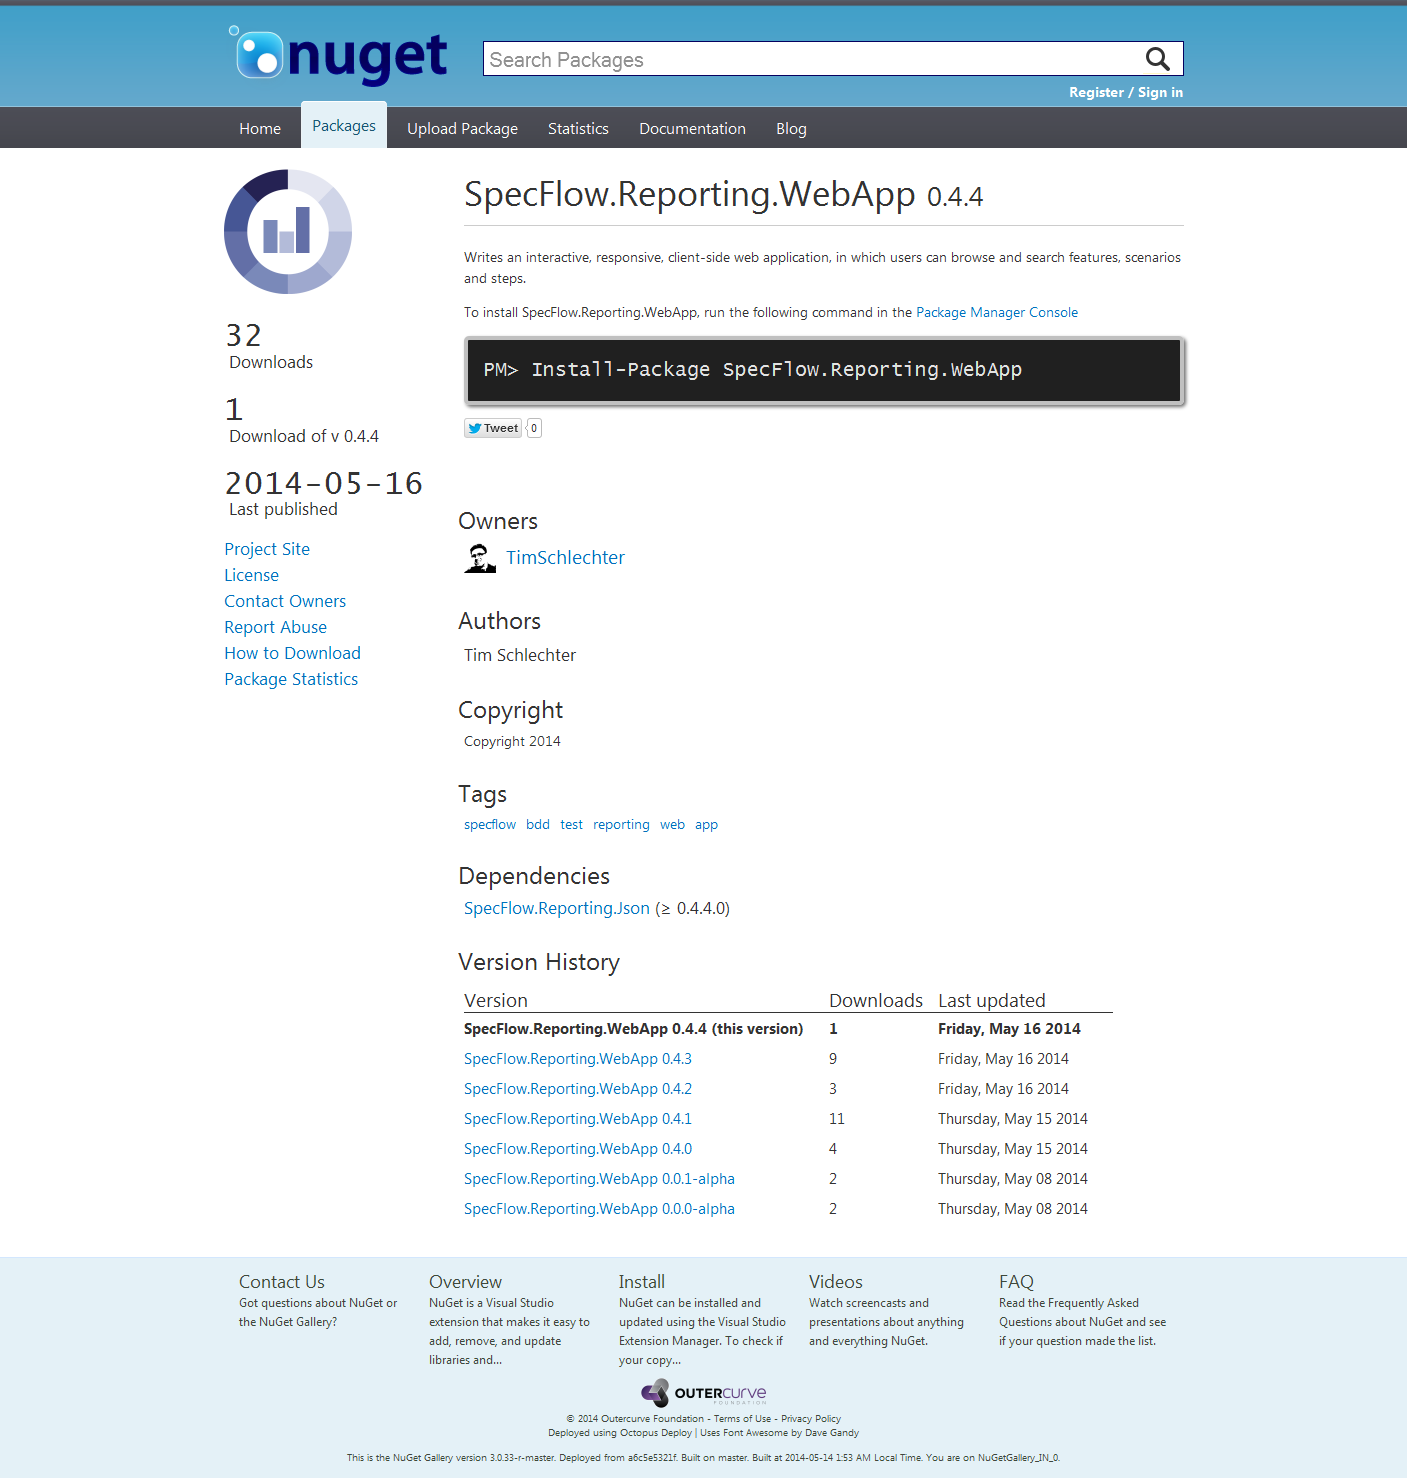 nuget
Search Packages
Register / Sign in
Home Packages Upload Package Statistics Documentation Blog
SpecFlow.Reporting.WebApp 0.4.4
Writes an interactive, responsive, client-side web application, in which users can browse and search features, scenarios
and steps.
To install SpecFlow.Reporting.WebApp, run the following command in the Package Manager Console
PM> Install-Package SpecFlow.Reporting.WebApp
Tweet 0
32
Downloads
1
Download of v 0.4.4
2014-05-16
Last published
Project Site
License
Contact Owners
Report Abuse
How to Download
Package Statistics
Owners
TimSchlechter
Authors
Tim Schlechter
Copyright
Copyright 2014
Tags
specflow bdd test reporting web app
Dependencies
SpecFlow.Reporting.Json (≥ 0.4.4.0)
Version History
Version Downloads Last updated
SpecFlow.Reporting.WebApp 0.4.4 (this version) 1 Friday, May 16 2014
SpecFlow.Reporting.WebApp 0.4.3 9 Friday, May 16 2014
SpecFlow.Reporting.WebApp 0.4.2 3 Friday, May 16 2014
SpecFlow.Reporting.WebApp 0.4.1 11 Thursday, May 15 2014
SpecFlow.Reporting.WebApp 0.4.0 4 Thursday, May 15 2014
SpecFlow.Reporting.WebApp 0.0.1-alpha 2 Thursday, May 08 2014
SpecFlow.Reporting.WebApp 0.0.0-alpha 2 Thursday, May 08 2014
Contact Us
Got questions about NuGet or
the NuGet Gallery?
Overview
NuGet is a Visual Studio
extension that makes it easy to
add, remove, and update
libraries and...
Install
NuGet can be installed and
updated using the Visual Studio
Extension Manager. To check if
your copy...
Videos
Watch screencasts and
presentations about anything
and everything NuGet.
FAQ
Read the Frequently Asked
Questions about NuGet and see
if your question made the list.
OUTERCURVE
FOUNDATION
© 2014 Outercurve Foundation - Terms of Use - Privacy Policy
Deployed using Octopus Deploy | Uses Font Awesome by Dave Gandy
This is the NuGet Gallery version 3.0.33-r-master. Deployed from a6c5e5321f. Built on master. Built at 2014-05-14 1:53 AM Local Time. You are on NuGetGallery_IN_0.